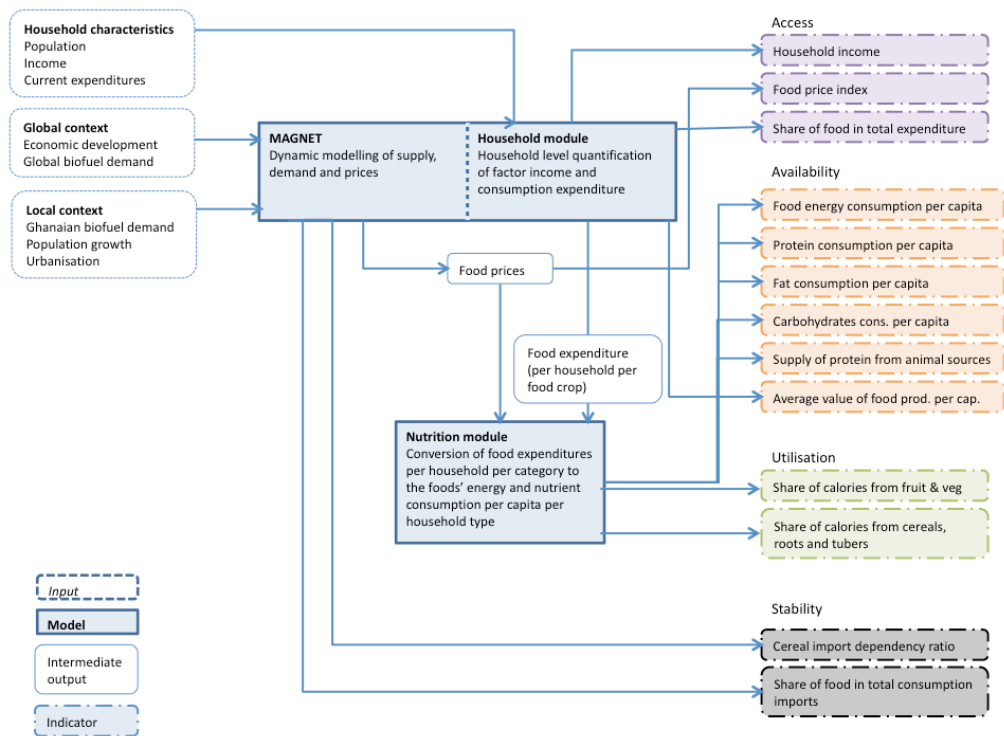 Household characteristics
Population
Income
Current expenditures
Global context
Economic development
Global biofuel demand
Local context
Ghanaian biofuel demand
Population growth
Urbanisation
MAGNET
Dynamic modelling of supply,
demand and prices
Household module
Household level quantification
of factor income and
consumption expenditure
Food prices
Food expenditure
(per household per
food crop)
Nutrition module
Conversion of food expenditures
per household per category to
the foods' energy and nutrient
consumption per capita per
household type
Access
Household income
Food price index
Share of food in total expenditure
Availability
Food energy consumption per capita
Protein consumption per capita
Fat consumption per capita
Carbohydrates cons. per capita
Supply of protein from animal sources
Average value of food prod. per cap.
Utilisation
Share of calories from fruit & veg
Share of calories from cereals,
roots and tubers
Stability
Cereal import dependency ratio
Share of food in total consumption
imports
Input
Model
Intermediate
output
Indicator